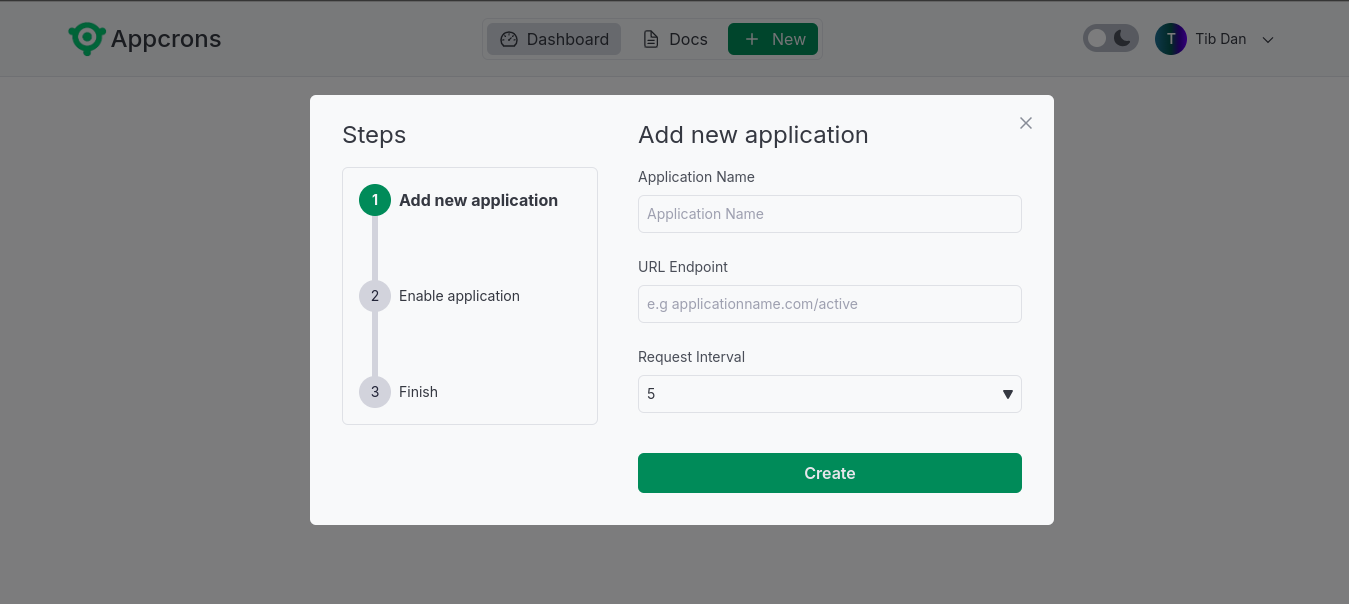 Appcrons
Dashboard
Docs
New
T
Tib Dan
Steps
1 Add new application
2 Enable application
3 Finish
Add new application
Application Name
Application Name
URL Endpoint
e.g applicationname.com/active
Request Interval
5
Create